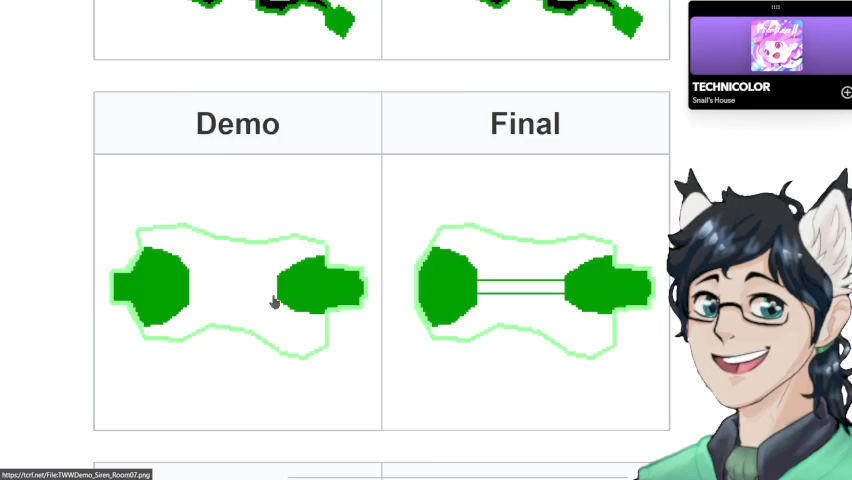 TECHNICOLOR
Snail's House
Demo
Final
https://tcrf.net/File:TWWDemo_Siren_Room07.png